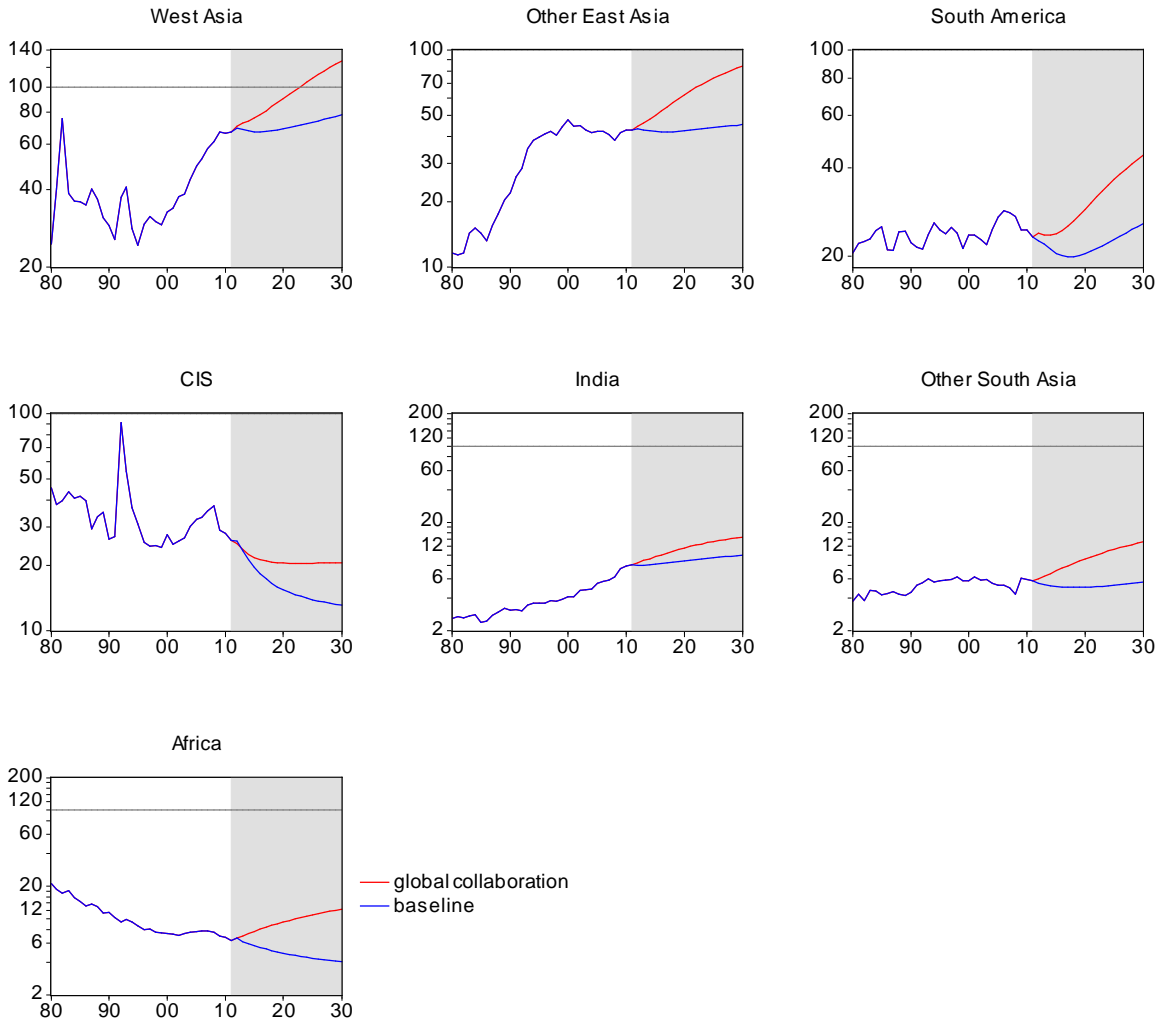 West Asia
140
100
80
60
40
20
80 90 00 10 20 30
Other East Asia
100
70
50
30
20
10
80 90 00 10 20 30
South America
100
80
60
40
20
80 90 00 10 20 30
CIS
100
70
50
30
20
10
80 90 00 10 20 30
India
200
120
60
20
12
6
2
80 90 00 10 20 30
Other South Asia
200
120
60
20
12
6
2
80 90 00 10 20 30
Africa
200
120
60
20
12
6
2
80 90 00 10 20 30
global collaboration
baseline